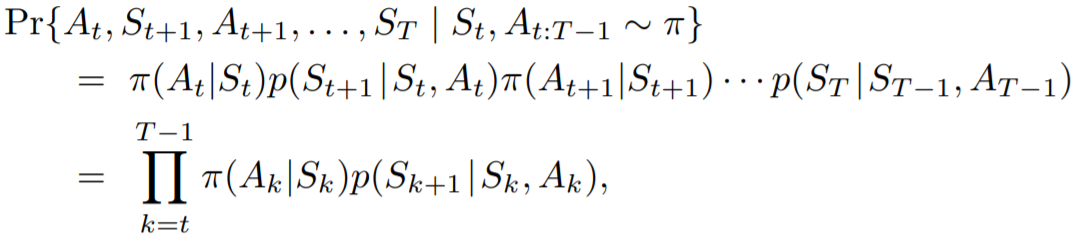 Pr{A_t, S_{t+1}, A_{t+1}, . . . , S_T | S_t, A_{t:T−1} ∼ π}
= π(A_t|S_t)p(S_{t+1}|S_t, A_t)π(A_{t+1}|S_{t+1}) · · · p(S_T|S_{T−1}, A_{T−1})
= ∏_{k=t}^{T−1} π(A_k|S_k)p(S_{k+1}|S_k, A_k),